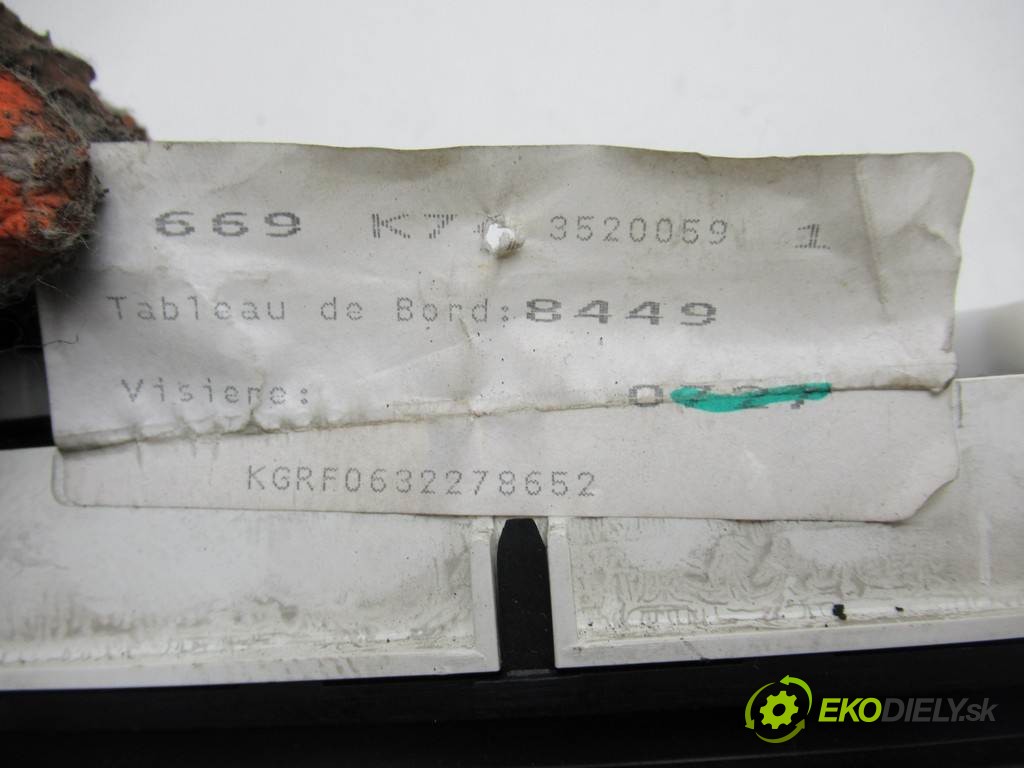 669 3520059 1
Tableau de Bord:8449
Visiere:
KGRF0632278652
EKODIELY.sk